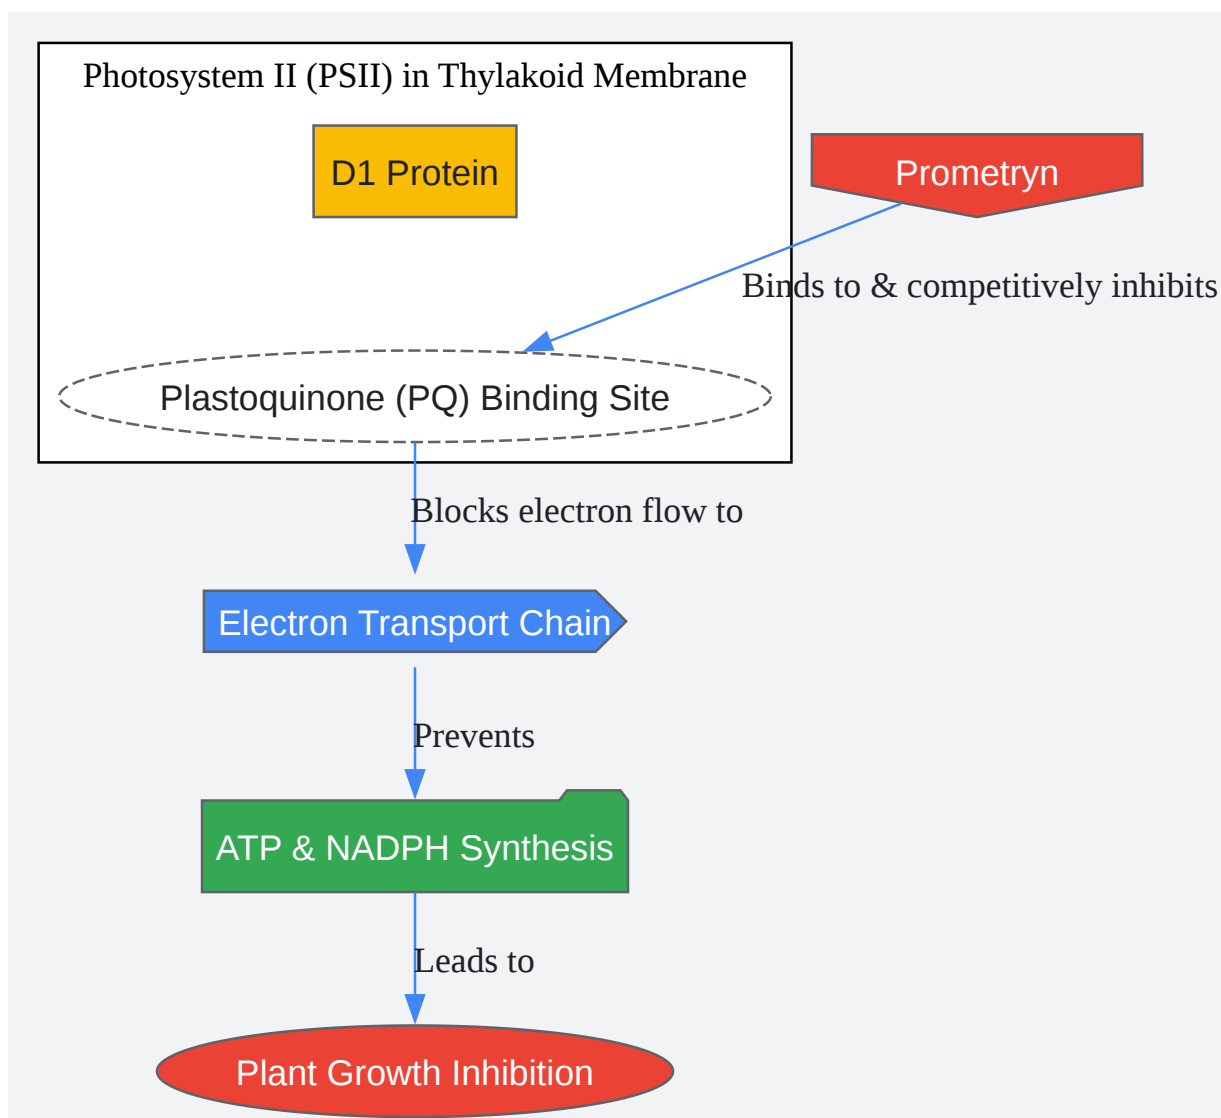 Photosystem II (PSII) in Thylakoid Membrane
D1 Protein
Prometryn
Binds to & competitively inhibits
Plastoquinone (PQ) Binding Site
Blocks electron flow to
Electron Transport Chain
Prevents
ATP & NADPH Synthesis
Leads to
Plant Growth Inhibition